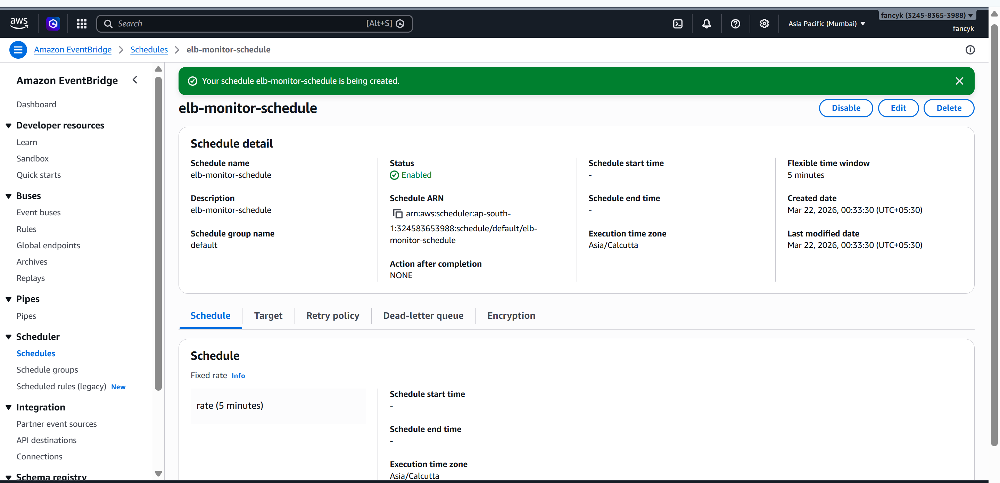 aws
Search
[Alt+S]
Asia Pacific (Mumbai)
fancyk (3245-8365-3988)
fancyk
Amazon EventBridge
Schedules
elb-monitor-schedule
Amazon EventBridge
Dashboard
Developer resources
Learn
Sandbox
Quick starts
Buses
Event buses
Rules
Global endpoints
Archives
Replays
Pipes
Pipes
Scheduler
Schedules
Schedule groups
Scheduled rules (legacy) New
Integration
Partner event sources
API destinations
Connections
Schema registry
Your schedule elb-monitor-schedule is being created.
elb-monitor-schedule
Disable
Edit
Delete
Schedule detail
Schedule name
elb-monitor-schedule
Description
elb-monitor-schedule
Schedule group name
default
Status
Enabled
Schedule ARN
arn:aws:scheduler:ap-south-
1:324583653988:schedule/default/elb-
monitor-schedule
Action after completion
NONE
Schedule start time
-
Schedule end time
-
Execution time zone
Asia/Calcutta
Flexible time window
5 minutes
Created date
Mar 22, 2026, 00:33:30 (UTC+05:30)
Last modified date
Mar 22, 2026, 00:33:30 (UTC+05:30)
Schedule
Target
Retry policy
Dead-letter queue
Encryption
Schedule
Fixed rate Info
rate (5 minutes)
Schedule start time
-
Schedule end time
-
Execution time zone
Asia/Calcutta